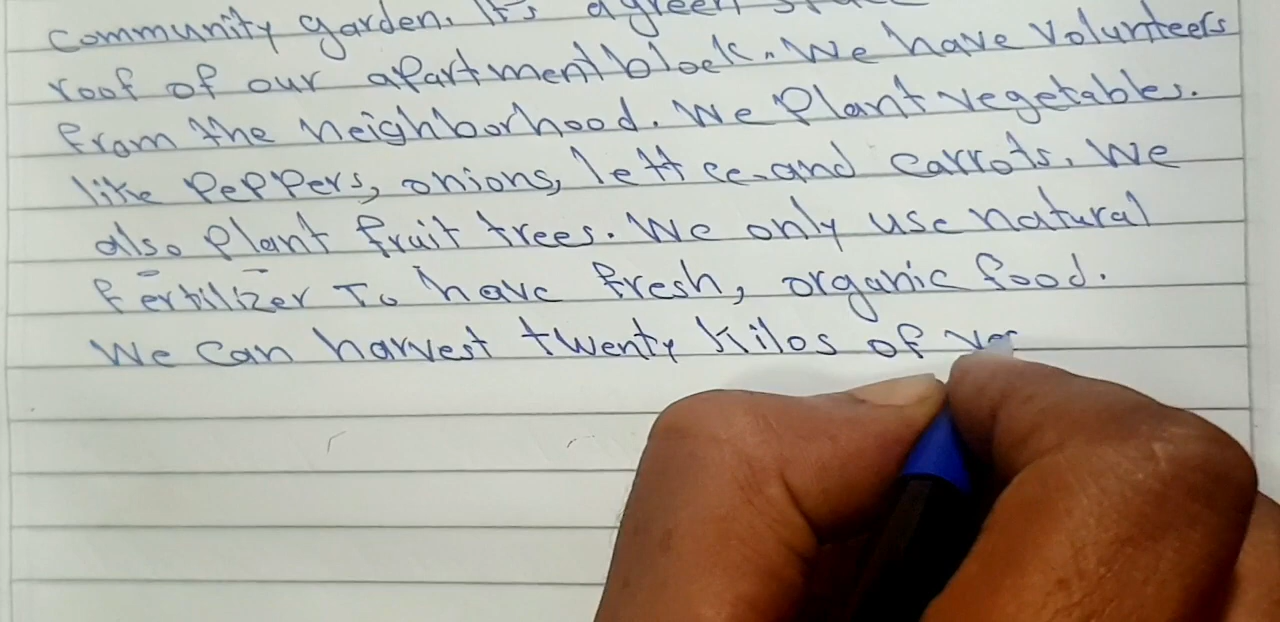 community garden. It's a green
roof of our apartment block. We have volunteers
from the neighborhood. We plant vegetables.
like peppers, onions, lettce and carrots. We
also plant fruit trees. We only use natural
fertilizer To have fresh, organic food.
We can harvest twenty kilos of